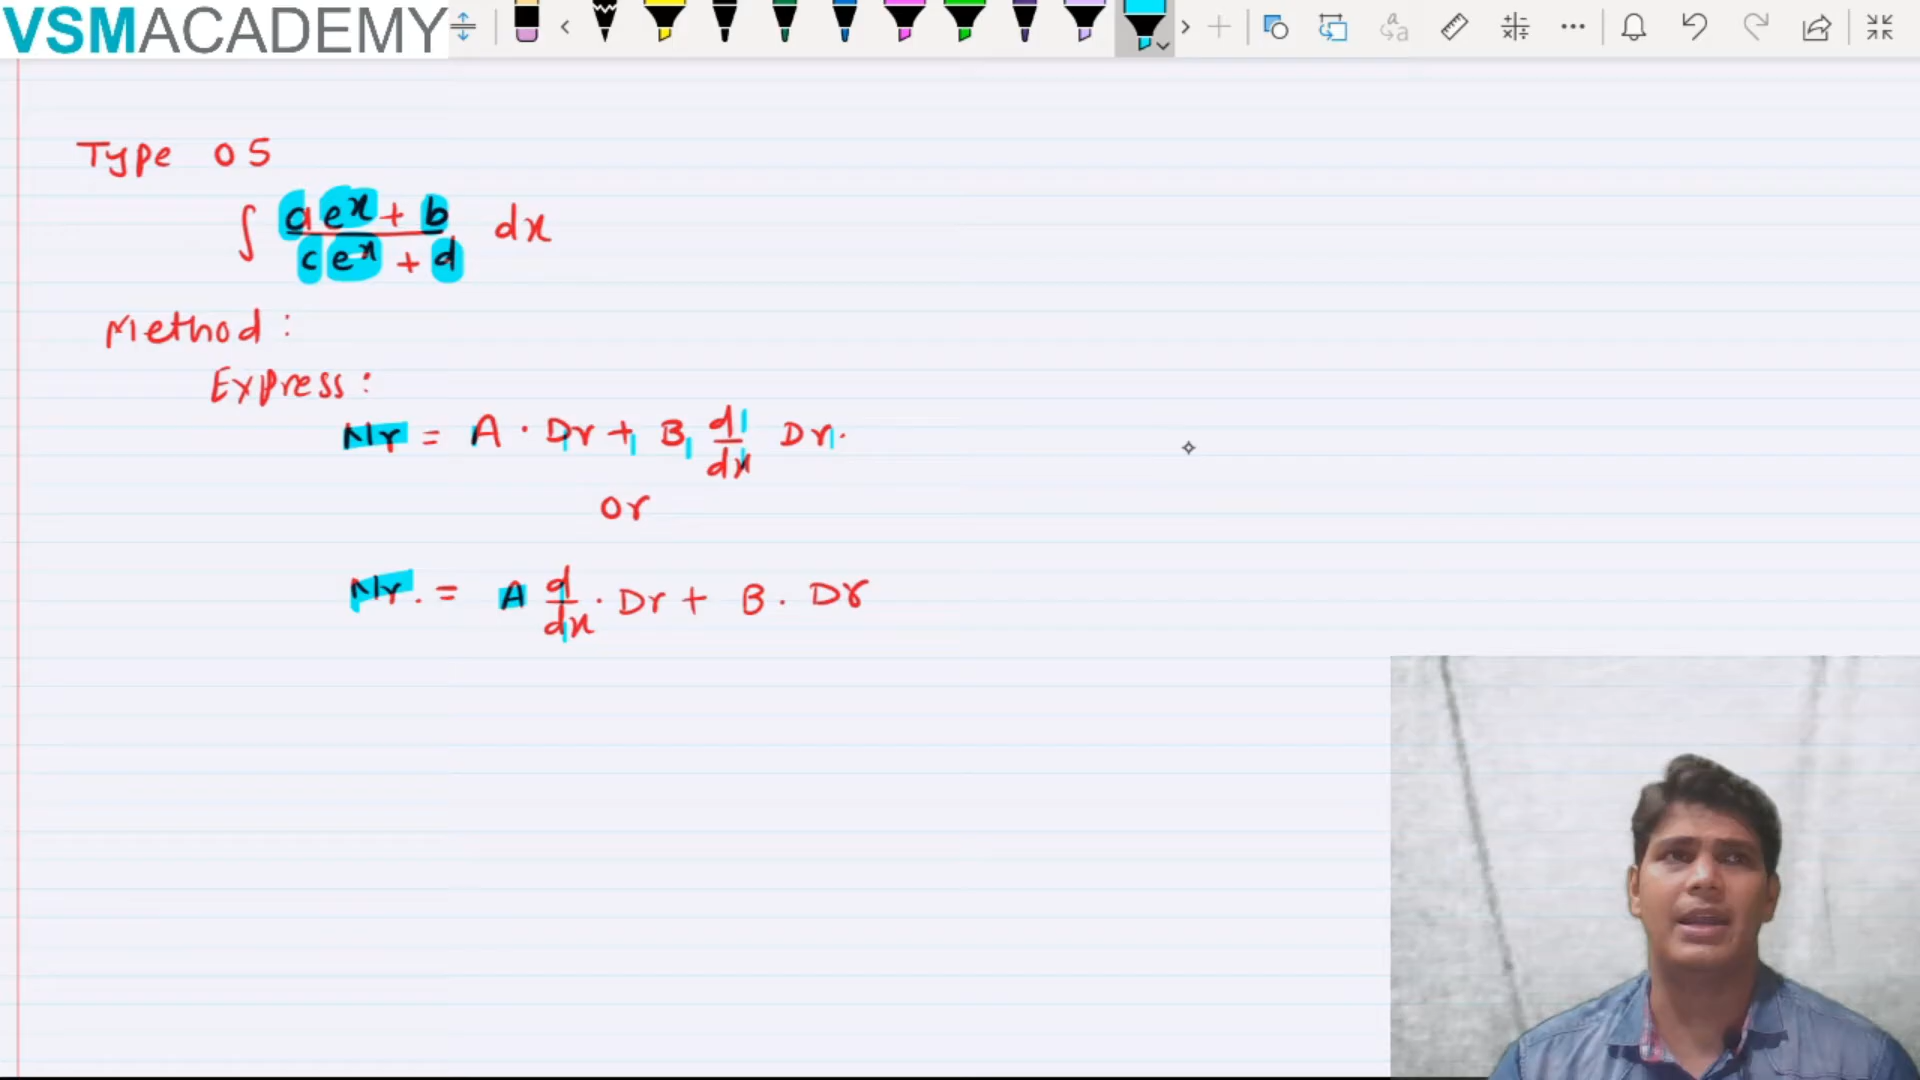 VSMACADEMY
Type 05
∫ (ae^x + b)/(ce^x + d) dx
Method :
Express :
Nr = A · Dr + B d/dx Dr.
or
Nr. = A d/dx · Dr + B · Dr